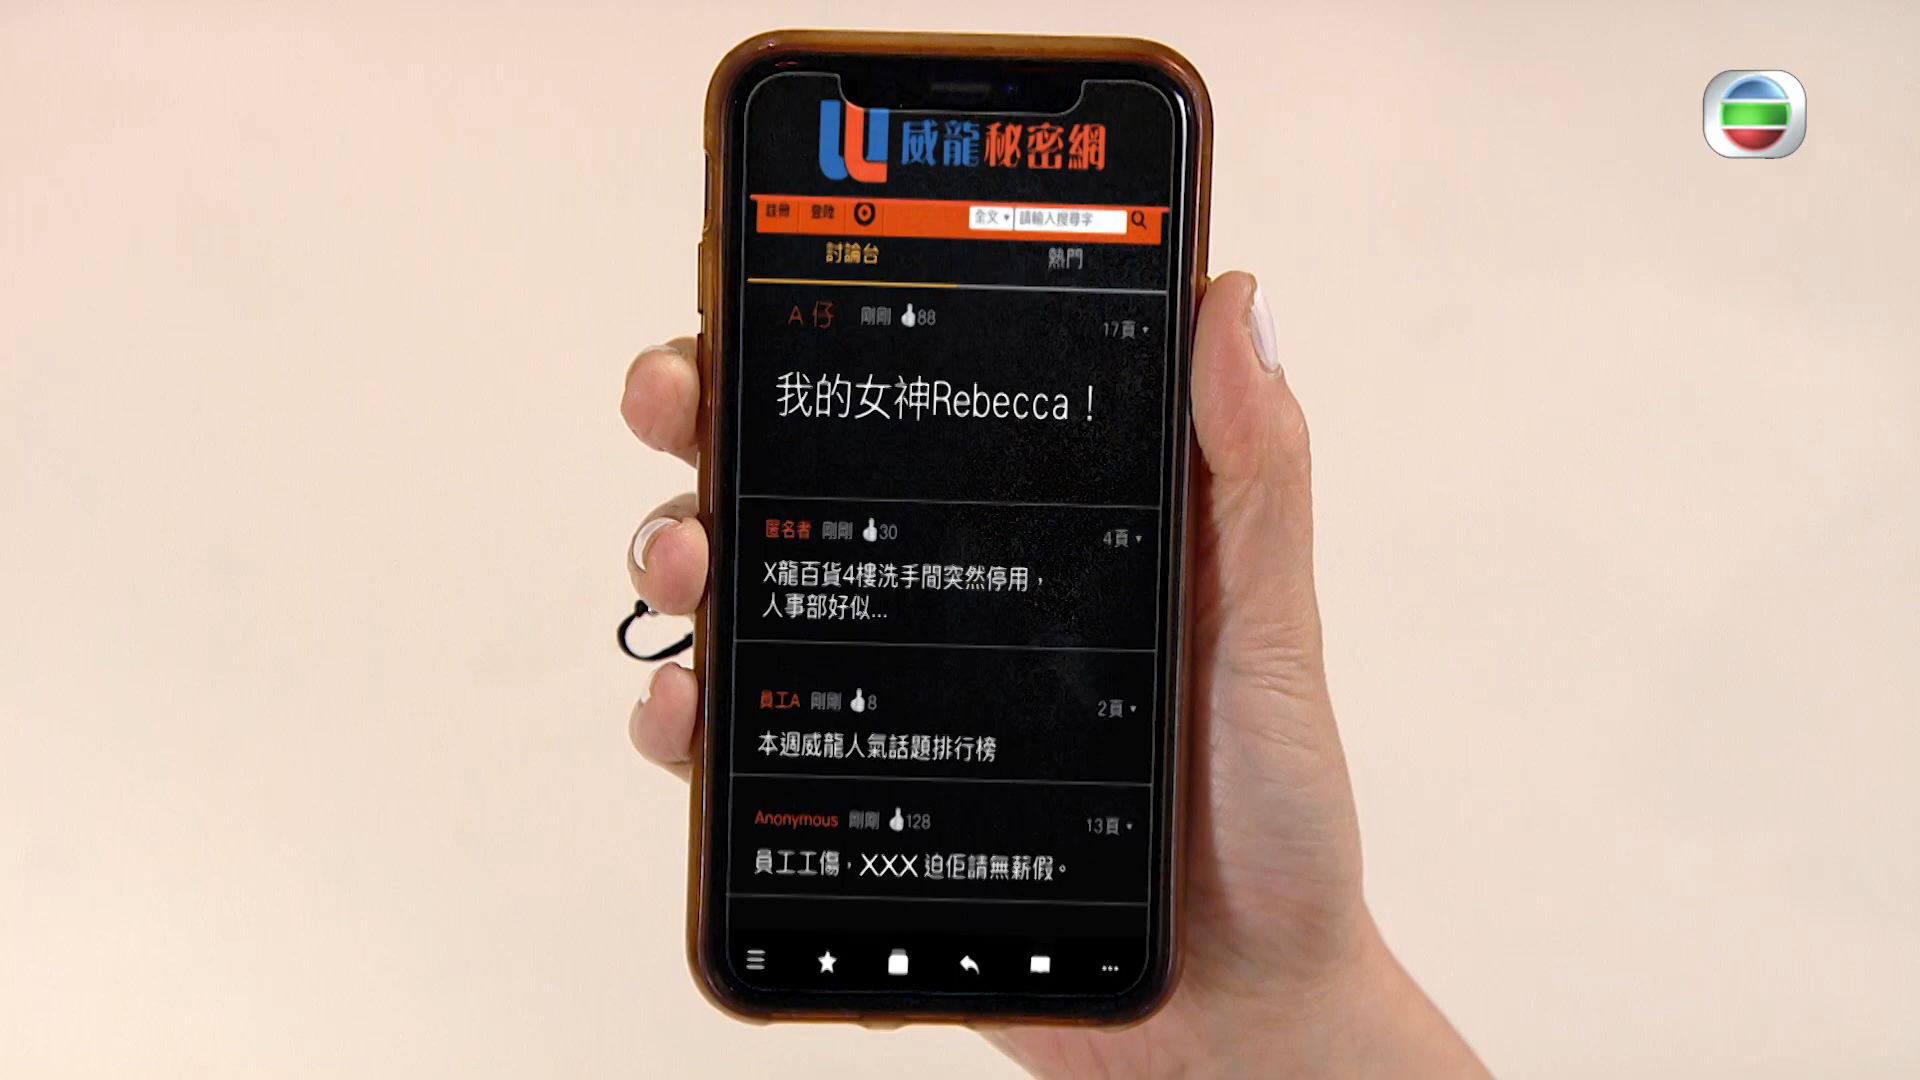 威龍秘密網
註冊 登陸 全文 請輸入搜尋字
討論台 熱門
A 仔 剛剛 88 17頁
我的女神Rebecca！
匿名者 剛剛 30 4頁
X龍百貨4樓洗手間突然停用，
人事部好似...
員工A 剛剛 8 2頁
本週威龍人氣話題排行榜
Anonymous 剛剛 128 13頁
員工工傷，XXX 迫佢請無薪假。